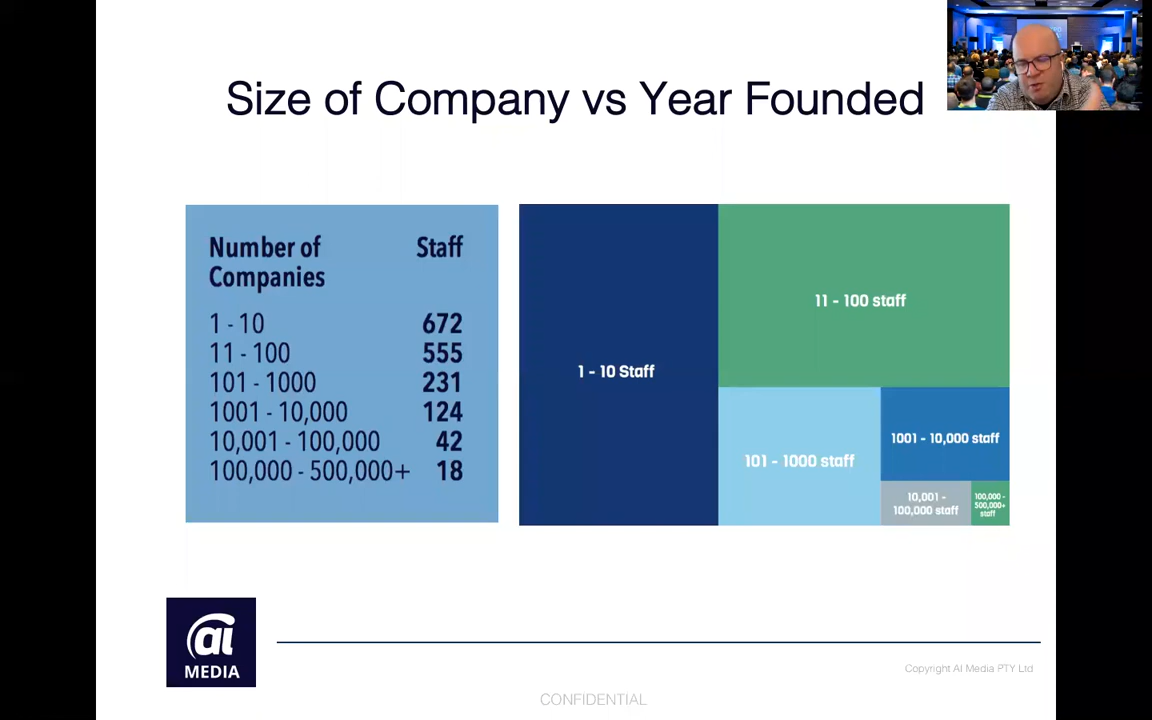 Size of Company vs Year Founded
Number of Staff
Companies
1 - 10 672
11 - 100 555
101 - 1000 231
1001 - 10,000 124
10,001 - 100,000 42
100,000 - 500,000+ 18
1 - 10 Staff
11 - 100 staff
101 - 1000 staff
1001 - 10,000 staff
10,001 -
100,000 staff
100,000 -
500,000+
staff
ai
MEDIA
Copyright AI Media PTY Ltd
CONFIDENTIAL